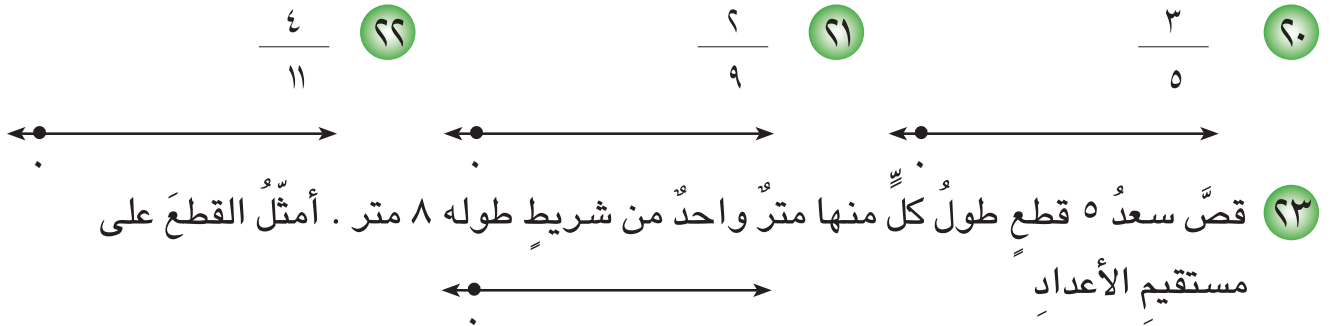 ٢٠ ٣/٥ ٢١ ٢/٩ ٢٢ ٤/١١
٠ ٠ ٠
٢٣ قصَّ سعدُ ٥ قطعٍ طولُ كلٍّ منها مترٌ واحدٌ من شريطٍ طوله ٨ متر . أمثّلُ القطعَ على
مستقيمِ الأعدادِ
٠